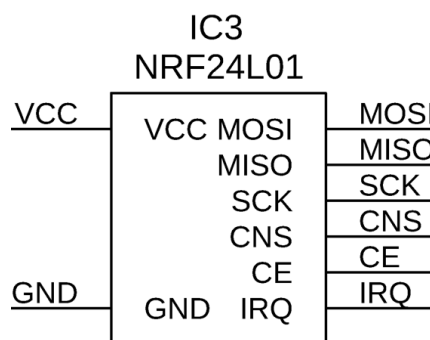 IC3
NRF24L01
VCC VCC MOSI MOSI
MISO MISO
SCK SCK
CNS CNS
CE CE
GND GND IRQ IRQ